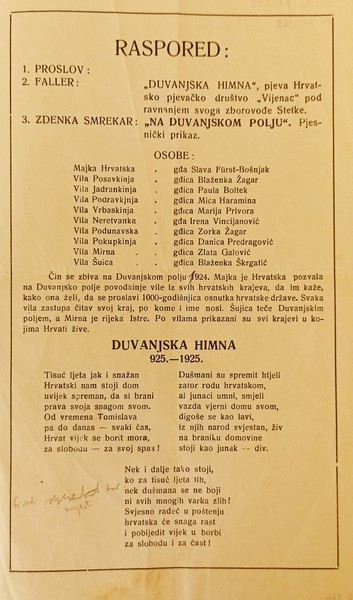 RASPORED:
1. PROSLOV:
2. FALLER: „DUVANJSKA HIMNA“, pjeva Hrvat-
sko pjevačko društvo „Vijenac“ pod
ravnanjem svoga zborovođe Stetke.
3. ZDENKA SMREKAR: „NA DUVANJSKOM POLJU“. Pjes-
nički prikaz.
OSOBE:
Majka Hrvatska . gđa Slava Fürst-Bošnjak
Vila Posavkinja . gđica Blaženka Žagar
Vila Jadrankinja . gđica Paula Boltek
Vila Podravkjnja . gđica Mica Haramina
Vila Vrbaskinja . gđica Marija Privora
Vila Neretvanka . gđa Irena Vincijanović
Vila Podunavska . gđica Zorka Žagar
Vila Pokupkinja . gđica Danica Predragović
Vila Mirna . . gđica Zlata Galović
Vila Šuica . . gđica Blaženka Škrgatić
Čin se zbiva na Duvanjskom polju 1924. Majka je Hrvatska pozvala
na Duvanjsko polje povodkinje vile iz svih hrvatskih krajeva, da im kaže,
kako ona želi, da se proslavi 1000-godišnjica osnutka hrvatske države. Svaka
vila zastupa čitav svoj kraj, po kome i ime nosi. Šujica teče Duvanjskim
poljem, a Mirna je rijeka Istre. Po vilama prikazani su svi krajevi u ko-
jima Hrvati žive.
DUVANJSKA HIMNA
925.—1925.
Tisuć ljeta jak i snažan
Hrvatski nam stoji dom
uvijek spreman, da si brani
prava svoja snagom svom.
Od vremena Tomislava
pa do danas — svaki čas,
Hrvat vijek se borit mora,
za slobodu — za svoj spas!
Dušmani su spremit htjeli
zator rodu hrvatskom,
al junaci umni, smjeli
vazda vjerni domu svom,
digoše se kao lavi,
iz njih narod svjestan, živ
na braniku domovine
stoji kao junak — div.
Nek i dalje tako stoji,
ko za tisuć ljeta tih,
nek dušmana se ne boji
ni svih mnogih varka zlih!
Svjesno radeć u poštenju
hrvatska će snaga rast
i pobijedit vijek u borbi
za slobodu i za čast!